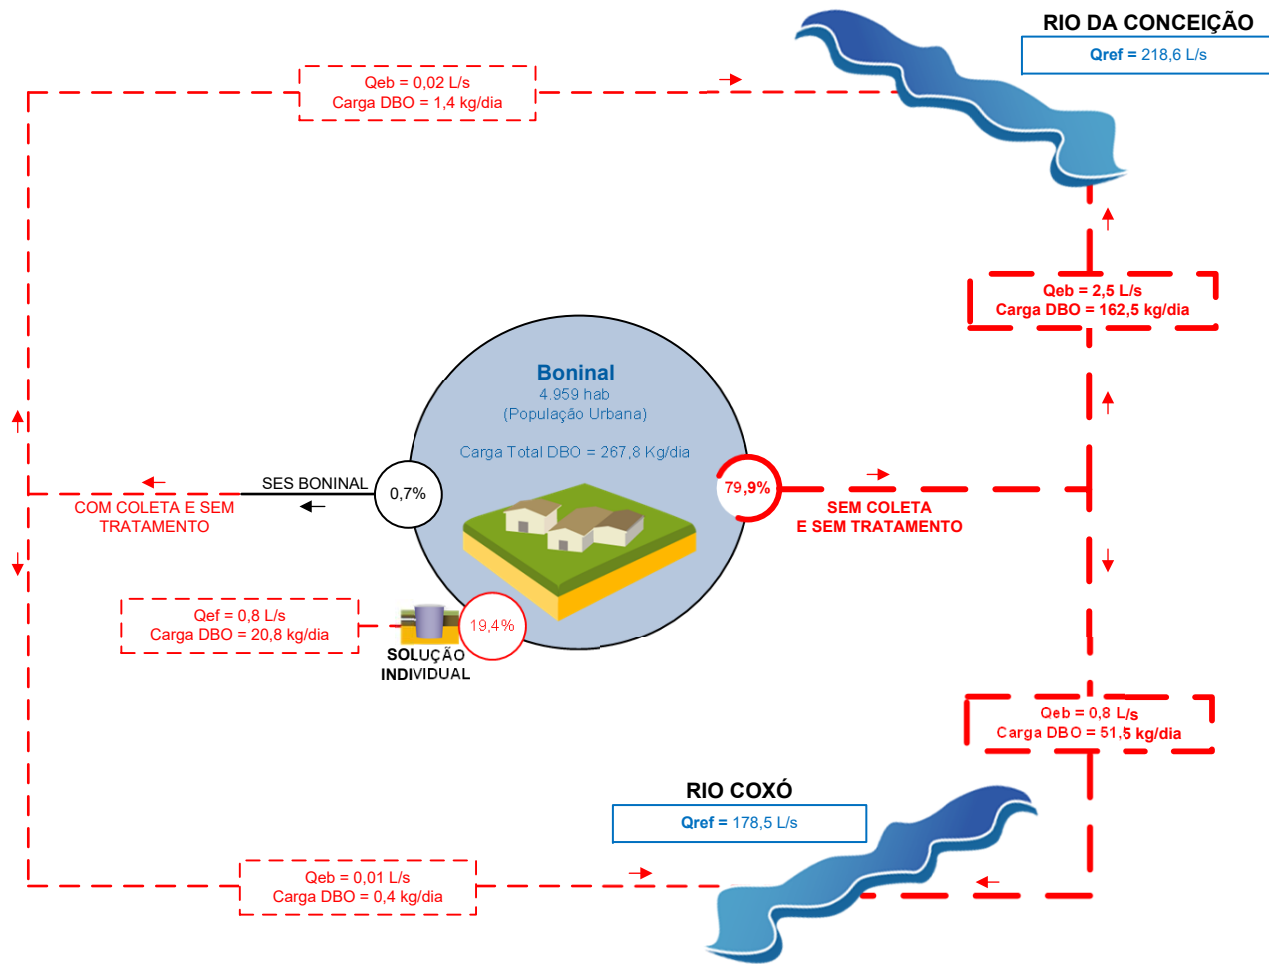 RIO DA CONCEIÇÃO
Qref = 218,6 L/s
Qeb = 0,02 L/s
Carga DBO = 1,4 kg/dia
Qeb = 2,5 L/s
Carga DBO = 162,5 kg/dia
Boninal
4.959 hab
(População Urbana)
Carga Total DBO = 267,8 Kg/dia
SES BONINAL
0,7%
79,9%
COM COLETA E SEM
TRATAMENTO
SEM COLETA
E SEM TRATAMENTO
Qef = 0,8 L/s
Carga DBO = 20,8 kg/dia
19,4%
SOLUÇÃO
INDIVIDUAL
Qeb = 0,8 L/s
Carga DBO = 51,5 kg/dia
RIO COXÓ
Qref = 178,5 L/s
Qeb = 0,01 L/s
Carga DBO = 0,4 kg/dia